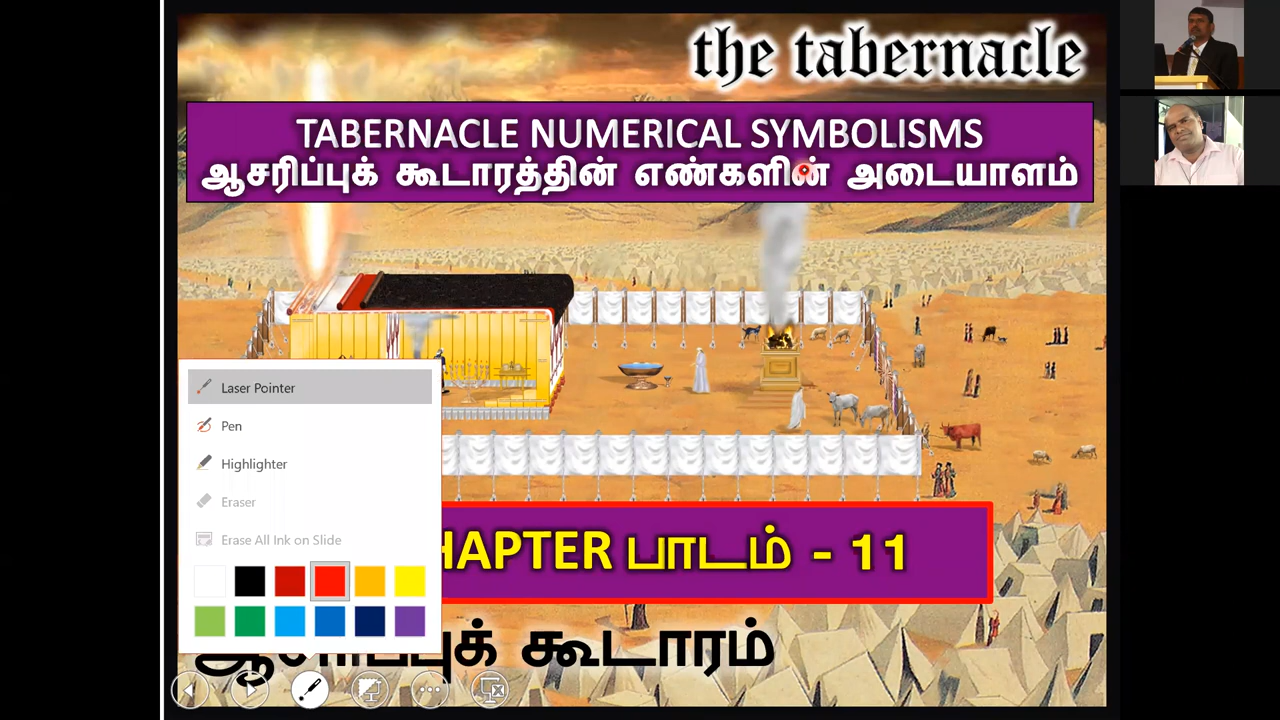 the tabernacle
TABERNACLE NUMERICAL SYMBOLISMS
ஆசரிப்புக் கூடாரத்தின் எண்களின் அடையாளம்
Laser Pointer
Pen
Highlighter
Eraser
Erase All Ink on Slide
HAPTER பாடம் - 11
கூடாரம்